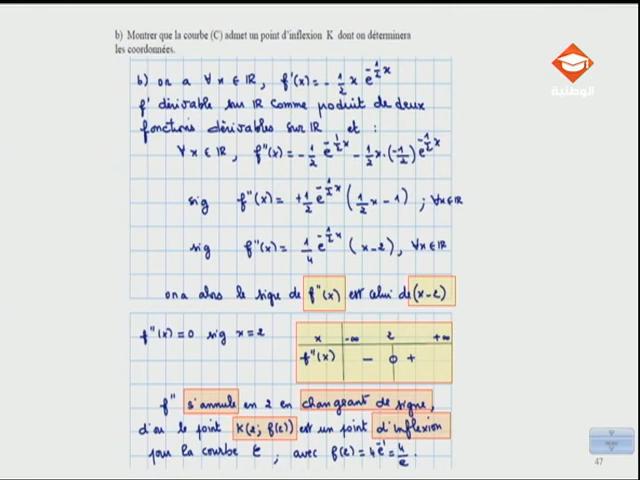 b) Montrer que la courbe (C) admet un point d'inflexion K dont on déterminera
les coordonnées.
الوطنية
b) on a ∀x∈ℝ, f'(x) = -1/2 x e^(-1/2 x)
f' dérivable sur ℝ comme poduit de deux
fonctions dérivables sur ℝ et :
∀x∈ℝ, f''(x) = -1/2 e^(-1/2 x) - 1/2 x·(-1/2) e^(-1/2 x)
sig f''(x) = +1/2 e^(-1/2 x) (1/2 x - 1) ; ∀x∈ℝ
sig f''(x) = 1/4 e^(-1/2 x) (x-2), ∀x∈ℝ
on a alors le signe de f''(x) est celui de (x-2)
f''(x) = 0 sig x = 2
x -∞ 2 +∞
f''(x) - 0 +
f'' s'annule en 2 en changeant de signe,
d'où le point K(2; f(2)) est un point d'inflexion
pour la courbe C, avec f(2) = 4e^-1 = 4/e.
47